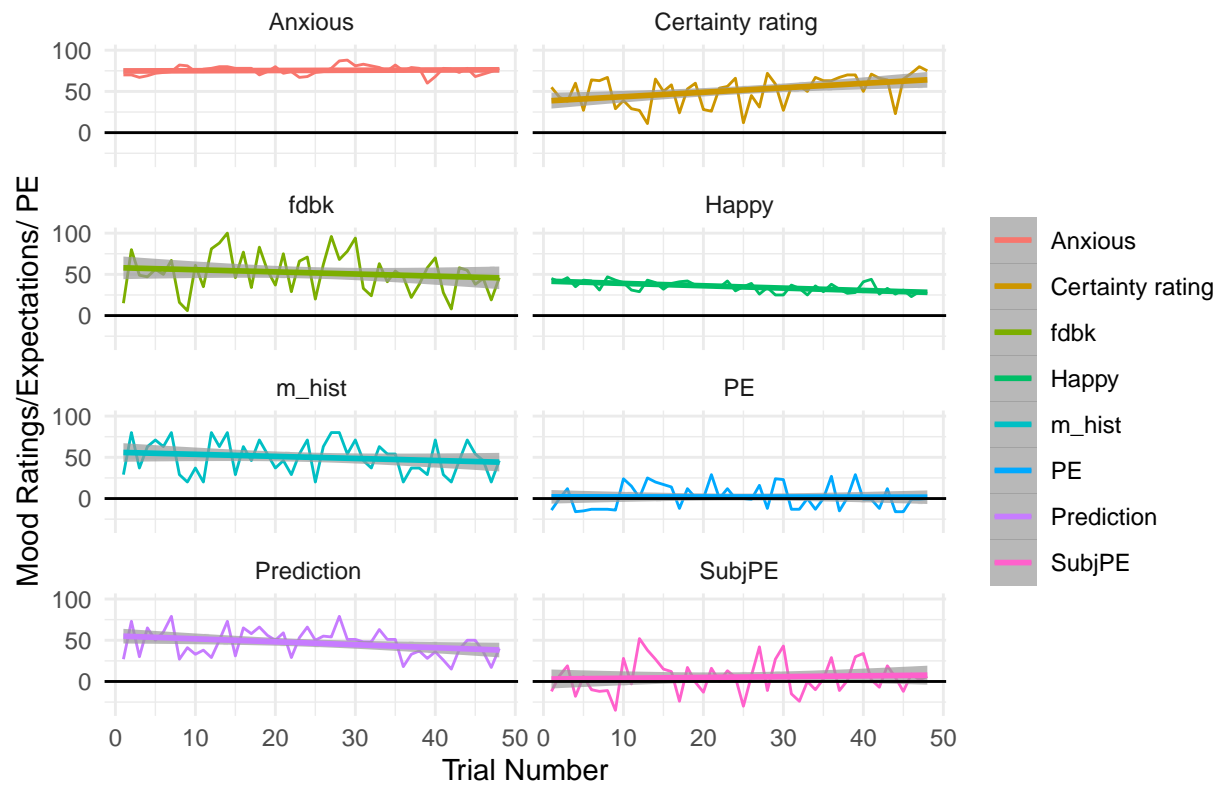 Anxious
Certainty rating
100
50
0
fdbk
Happy
100
50
0
m_hist
PE
100
50
0
Prediction
SubjPE
100
50
0
0 10 20 30 40 50 0 10 20 30 40 50
Trial Number
Mood Ratings/Expectations/ PE
Anxious
Certainty rating
fdbk
Happy
m_hist
PE
Prediction
SubjPE